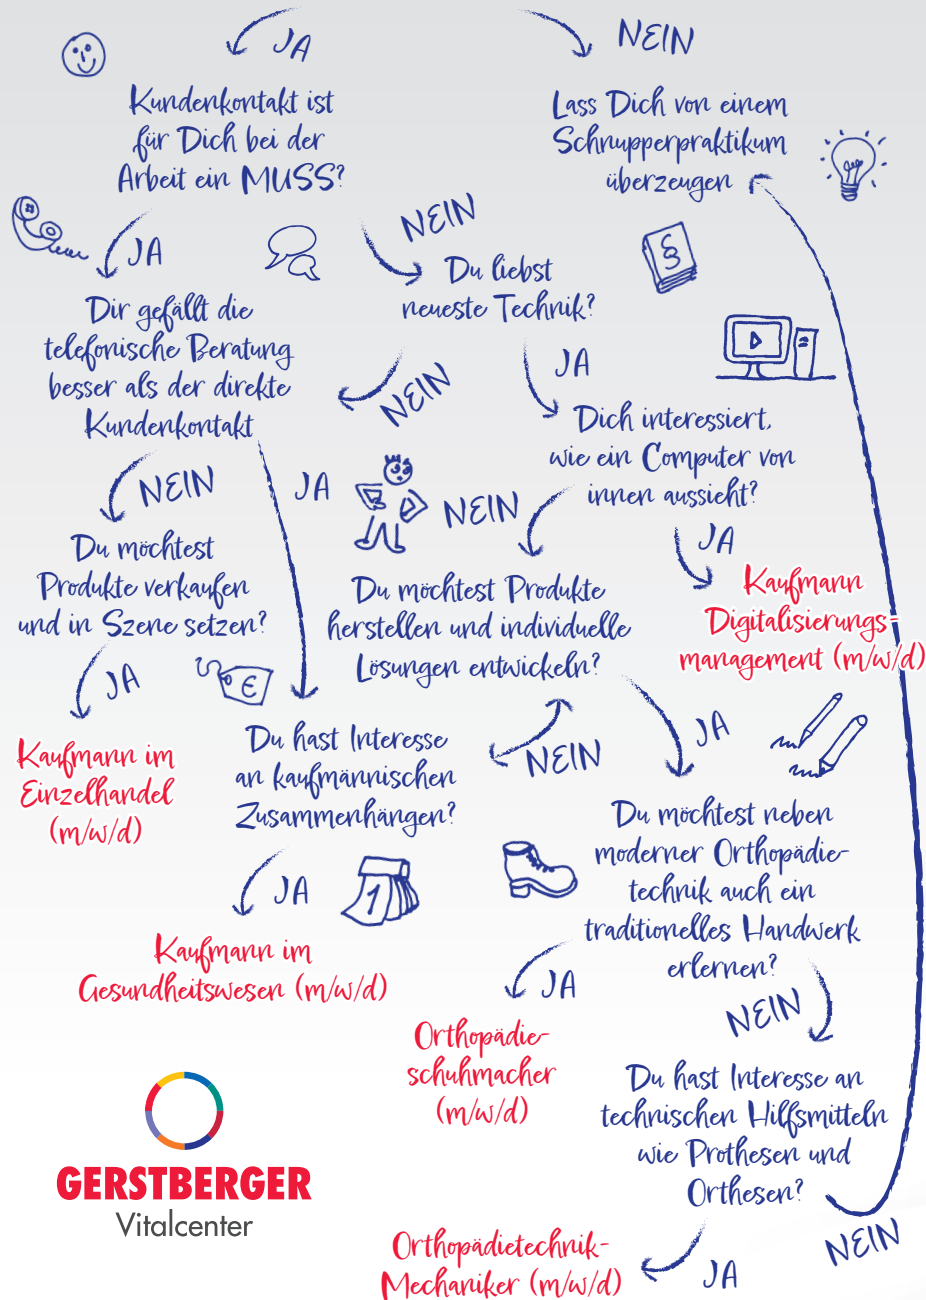 JA
NEIN
Kundenkontakt ist
für Dich bei der
Arbeit ein MUSS?
Lass Dich von einem
Schnupperpraktikum
überzeugen
JA
NEIN
§
Dir gefällt die
telefonische Beratung
besser als der direkte
Kundenkontakt
Du liebst
neueste Technik?
NEIN
JA
Dich interessiert,
wie ein Computer von
innen aussieht?
NEIN
JA
NEIN
JA
Du möchtest
Produkte verkaufen
und in Szene setzen?
Du möchtest Produkte
herstellen und individuelle
Lösungen entwickeln?
Kaufmann
Digitalisierungs-
management (m/w/d)
JA
€
NEIN
JA
Kaufmann im
Einzelhandel
(m/w/d)
Du hast Interesse
an kaufmännischen
Zusammenhängen?
Du möchtest neben
moderner Orthopädie-
technik auch ein
traditionelles Handwerk
erlernen?
JA
1
Kaufmann im
Gesundheitswesen (m/w/d)
JA
NEIN
Orthopädie-
schuhmacher
(m/w/d)
Du hast Interesse an
technischen Hilfsmitteln
wie Prothesen und
Orthesen?
GERSTBERGER
Vitalcenter
NEIN
JA
Orthopädietechnik-
Mechaniker (m/w/d)